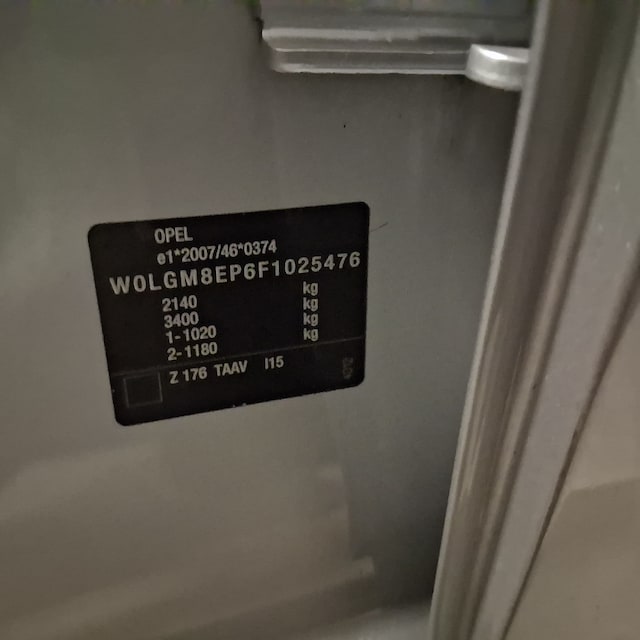 OPEL
e1*2007/46*0374
W0LGM8EP6F1025476
2140 kg
3400 kg
1-1020 kg
2-1180 kg
Z 176 TAAV I15